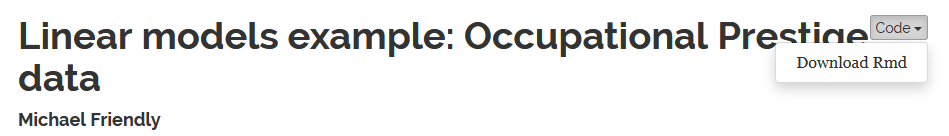 Linear models example: Occupational Prestige
data
Code
Download Rmd
Michael Friendly